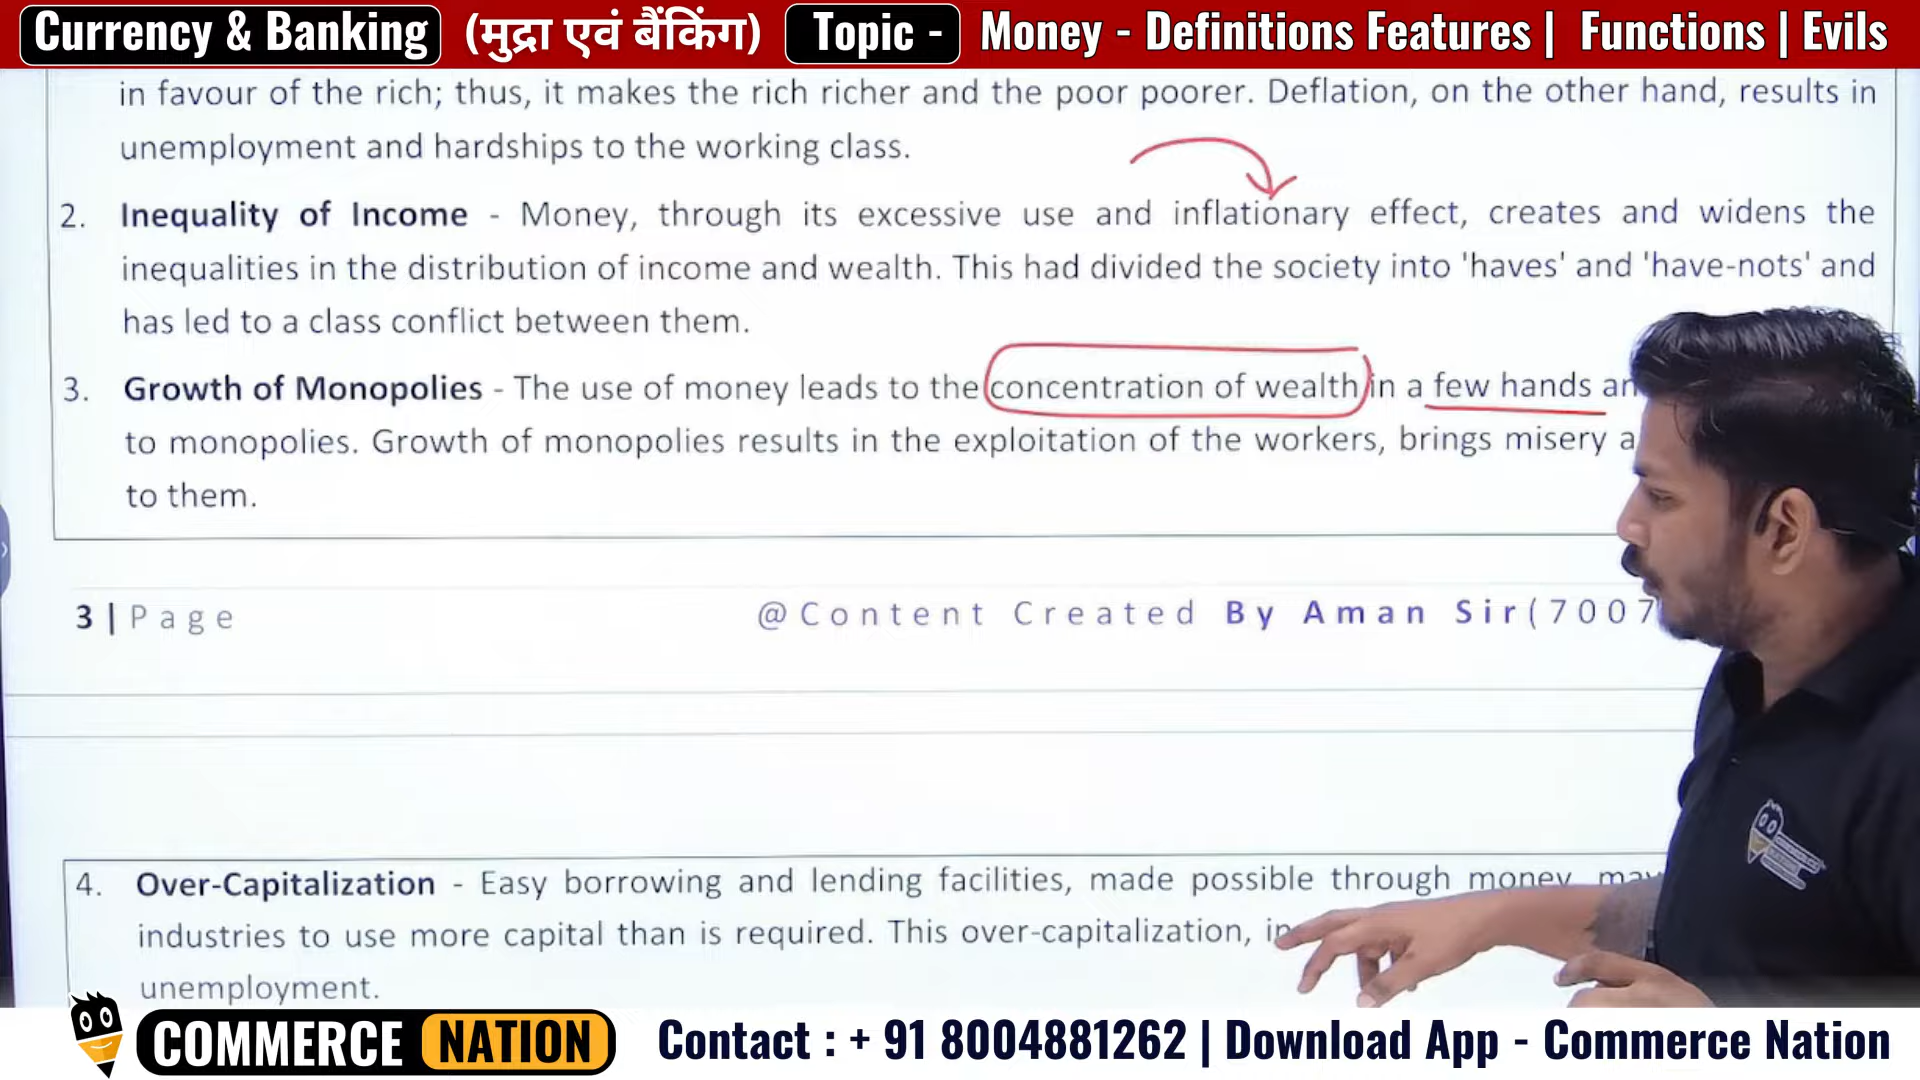 Currency & Banking (मुद्रा एवं बैंकिंग) Topic - Money - Definitions Features | Functions | Evils
in favour of the rich; thus, it makes the rich richer and the poor poorer. Deflation, on the other hand, results in
unemployment and hardships to the working class.
2. Inequality of Income - Money, through its excessive use and inflationary effect, creates and widens the
inequalities in the distribution of income and wealth. This had divided the society into 'haves' and 'have-nots' and
has led to a class conflict between them.
3. Growth of Monopolies - The use of money leads to the concentration of wealth in a few hands
to monopolies. Growth of monopolies results in the exploitation of the workers, brings misery
to them.
3 | Page @Content Created By Aman Sir(7007
4. Over-Capitalization - Easy borrowing and lending facilities, made possible through money,
industries to use more capital than is required. This over-capitalization,
unemployment.
COMMERCE NATION Contact : + 91 8004881262 | Download App - Commerce Nation